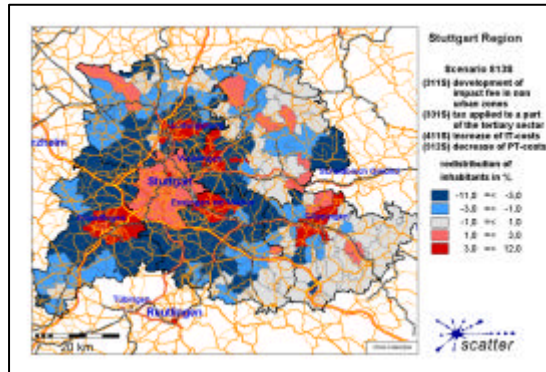 Stuttgart Region
Scenario 813S
(311S) development of
impact fee in non
urban zones
(331S) tax applied to a part
of the tertiary sector
(411S) increase of IT-costs
(512S) decrease of PT-costs
redistribution of
inhabitants in %.
-11,0 =< -3,0
-3,0 =< -1,0
-1,0 =< 1,0
1,0 =< 3,0
3,0 =< 12,0
rzheim
Stuttgart
Tübingen
Reutlingen
20 km
scatter